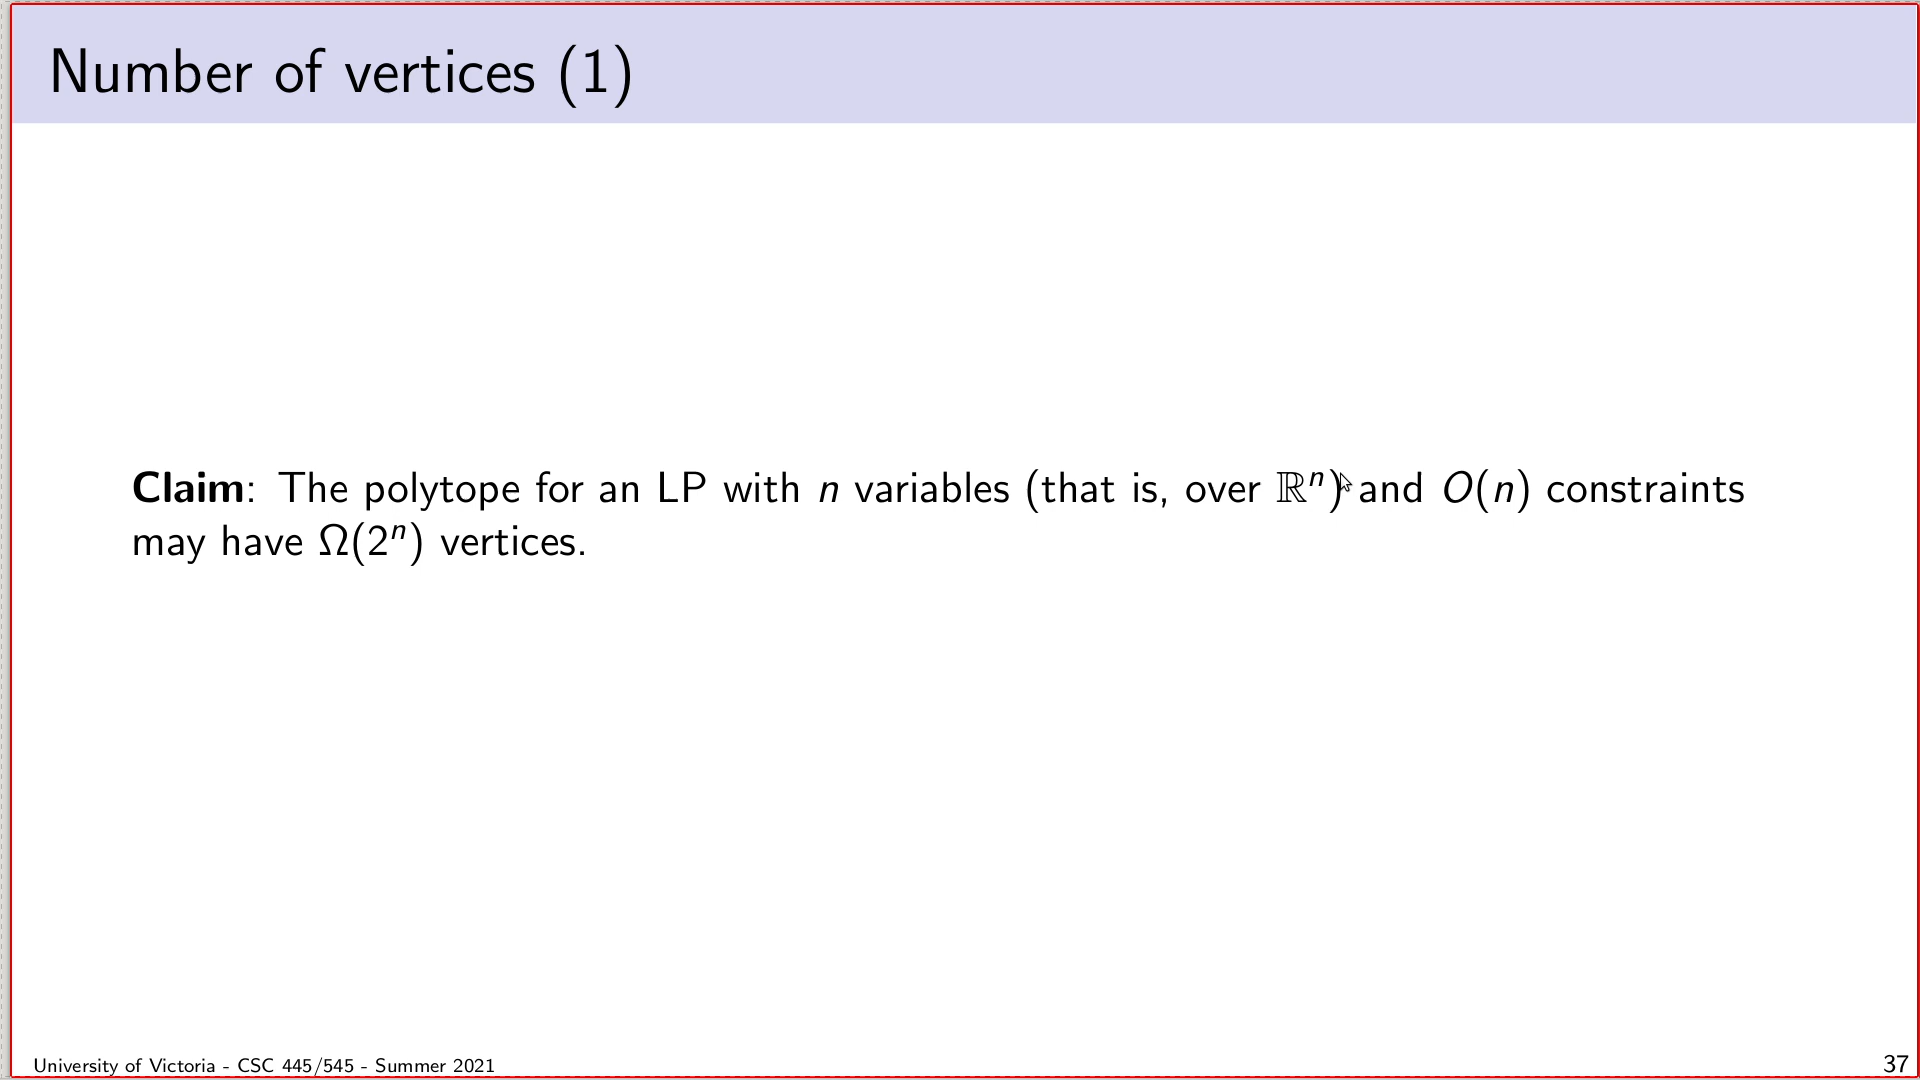 Number of vertices (1)
Claim: The polytope for an LP with n variables (that is, over ℝⁿ) and O(n) constraints
may have Ω(2ⁿ) vertices.
University of Victoria - CSC 445/545 - Summer 2021
37